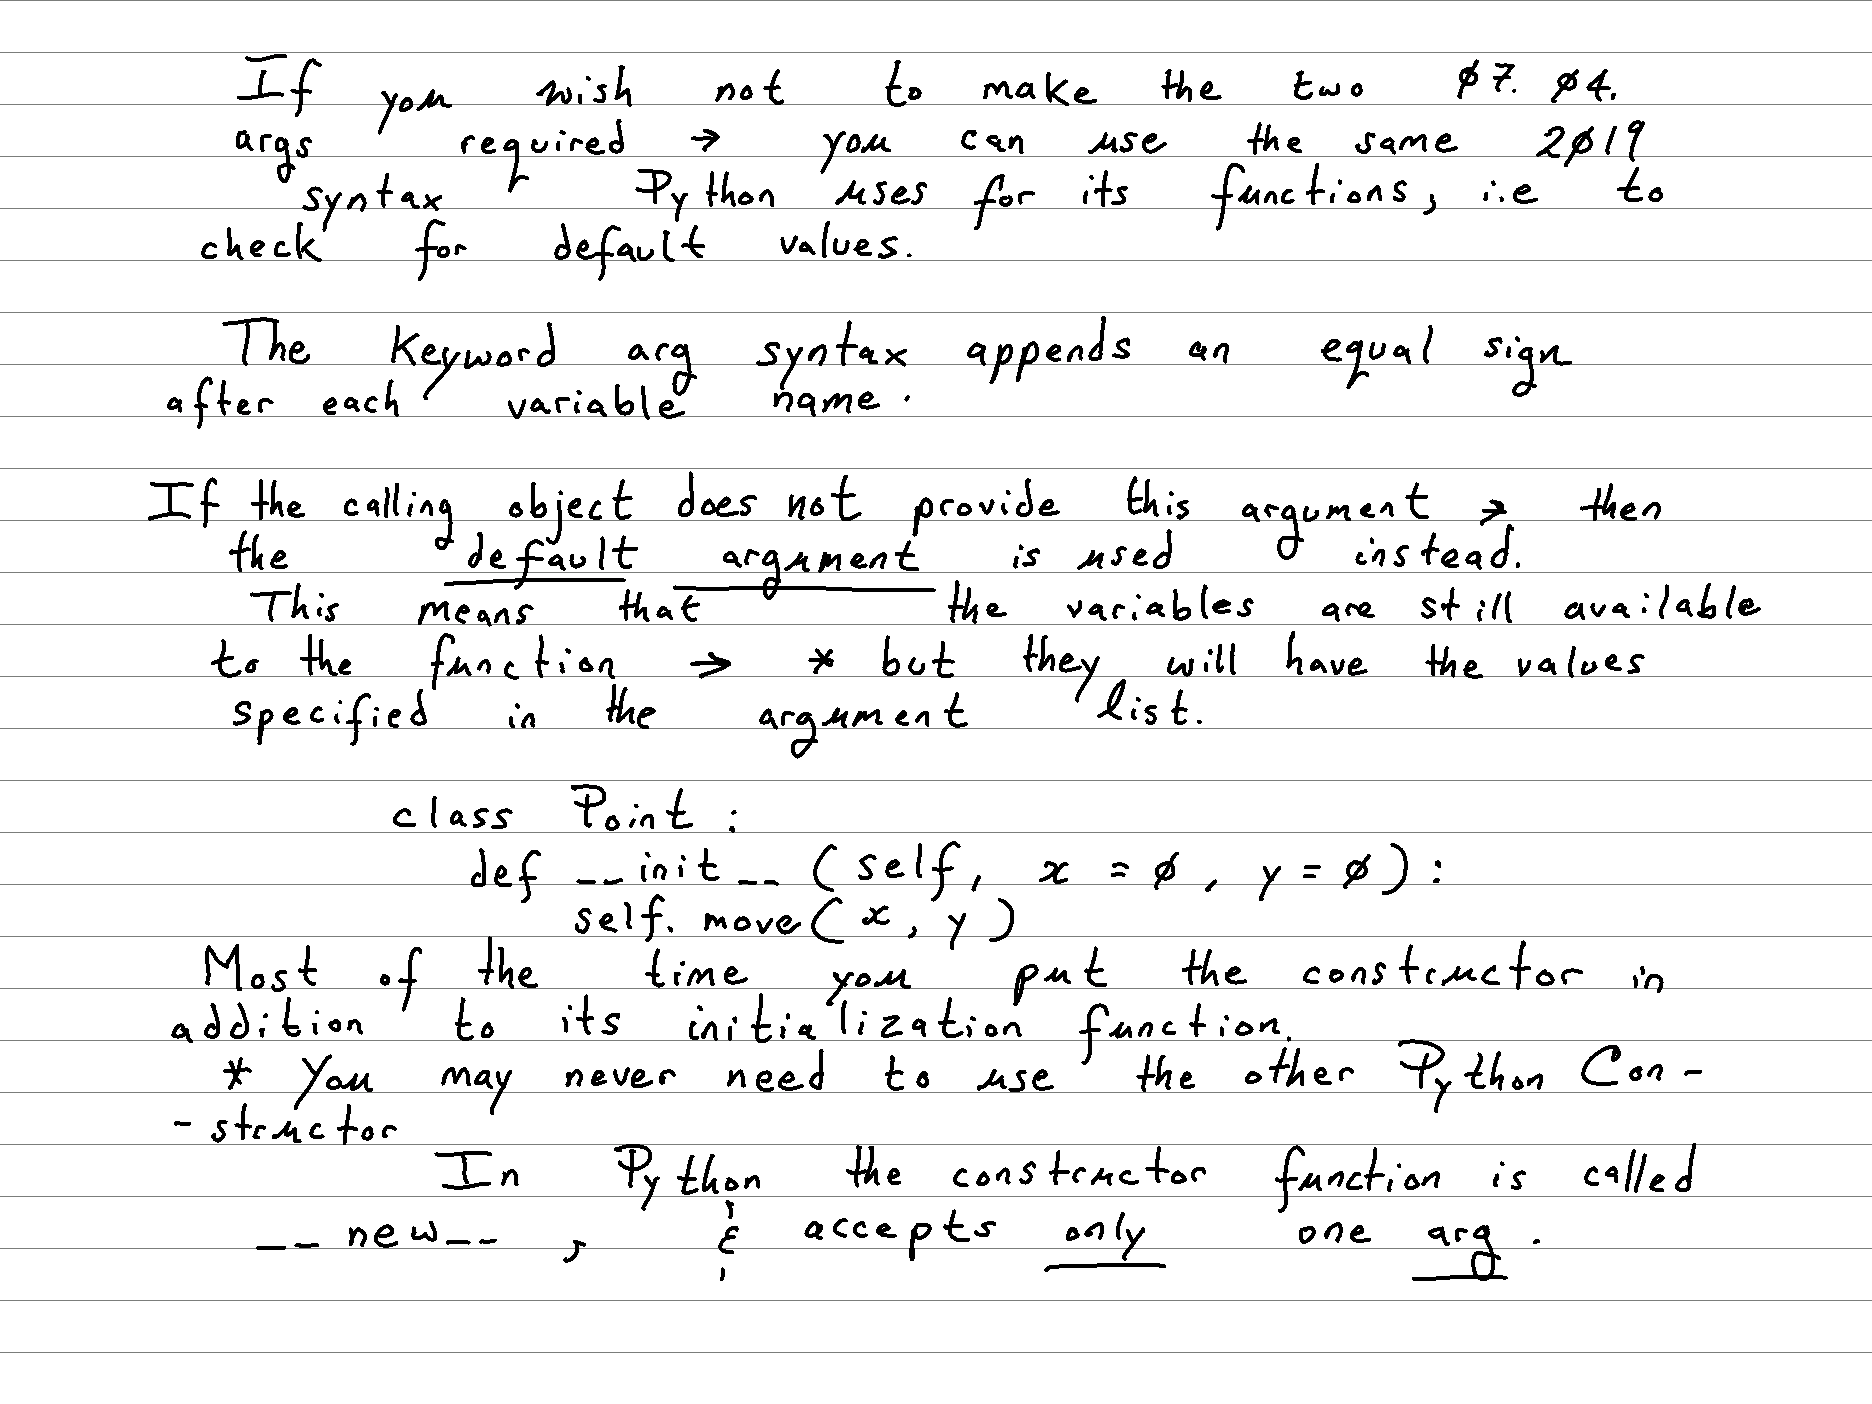 If you wish not to make the two 07. 04.
args required → you can use the same 2019
syntax Python uses for its functions, i.e to
check for default values.
The Keyword arg syntax appends an equal sign
after each variable name.
If the calling object does not provide this argument → then
the default argument is used instead.
This means that the variables are still available
to the function → * but they will have the values
specified in the argument list.
class Point:
def __init__ (self, x = 0, y = 0):
self. move(x, y)
Most of the time you put the constructor in
addition to its initialization function.
* You may never need to use the other Python Con-
-structor
In Python the constructor function is called
__new__, & accepts only one arg.